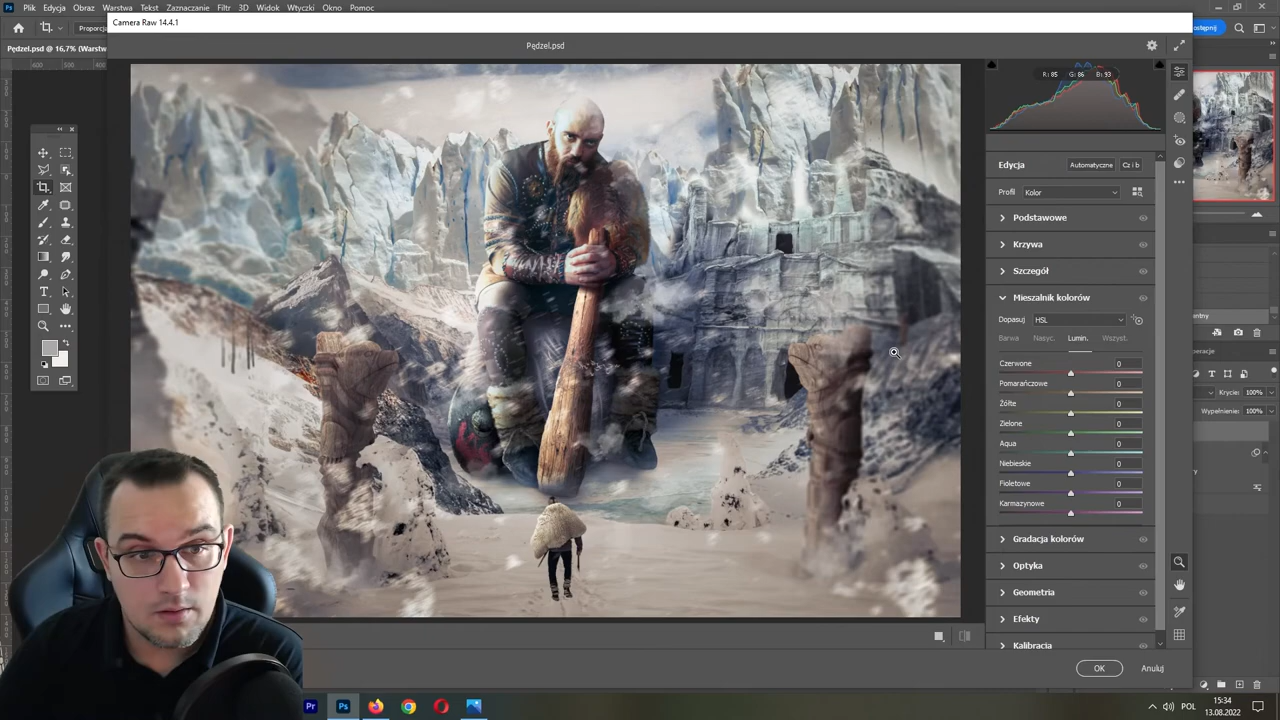 Plik Edycja Obraz Warstwa Tekst Zaznaczanie Filtr 3D Widok Wtyczki Okno Pomoc
Camera Raw 14.4.1
Proporcja
Pędzel.psd
Pędzel.psd @ 16,7% (Warstw
600 500 400
R: 85 G: 86 B: 93
Edycja Automatyczne Cz i b
Profil Kolor
Podstawowe
Krzywa
Szczegół
Mieszalnik kolorów
Dopasuj HSL
Barwa Nasyc. Lumin. Wszyst.
Czerwone 0
Pomarańczowe 0
Żółte 0
Zielone 0
Aqua 0
Niebieskie 0
Fioletowe 0
Karmazynowe 0
Gradacja kolorów
Optyka
Geometria
Efekty
Kalibracja
OK Anuluj
Krycie: 100%
Wypełnienie: 100%
POL
15:34
13.08.2022